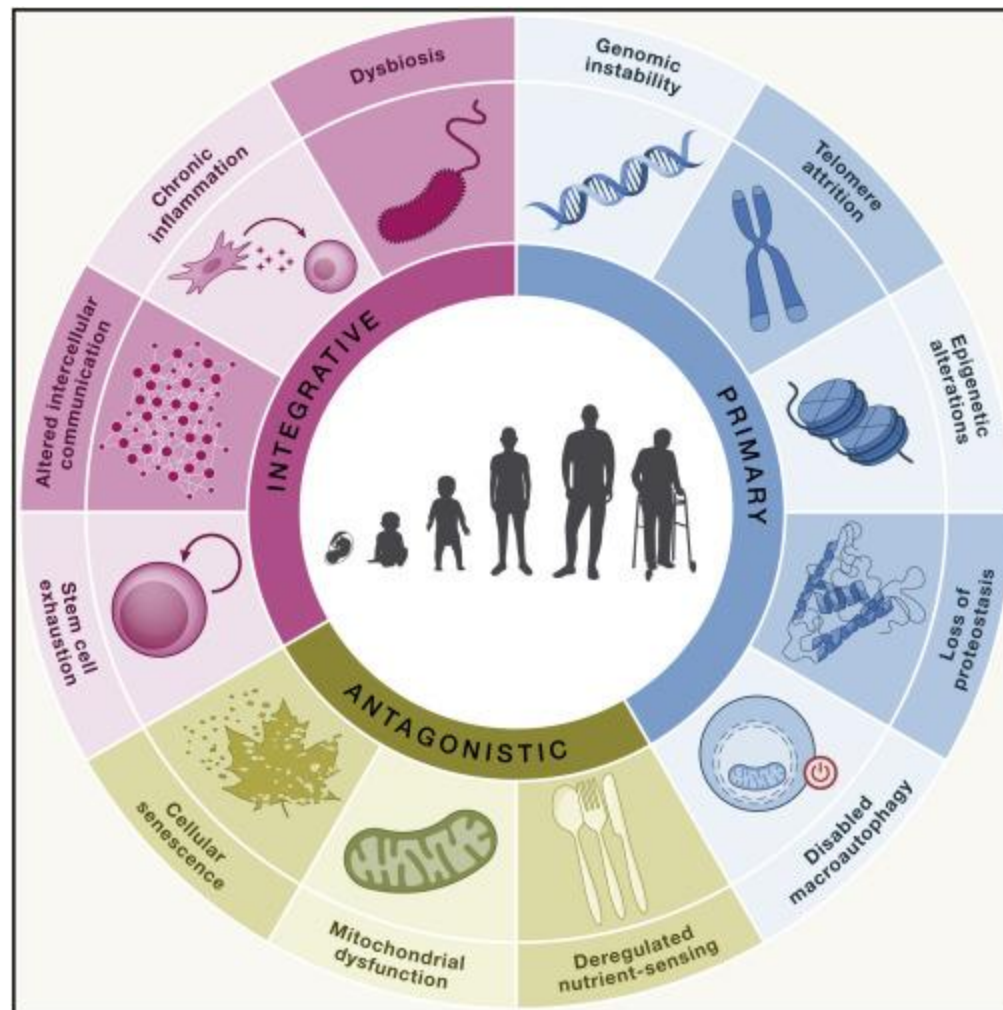 Dysbiosis
Genomic
instability
Telomere
attrition
Epigenetic
alterations
Loss of
proteostasis
Disabled
macroautophagy
Deregulated
nutrient-sensing
Mitochondrial
dysfunction
Cellular
senescence
Stem cell
exhaustion
Altered intercellular
communication
Chronic
inflammation
INTEGRATIVE
PRIMARY
ANTAGONISTIC